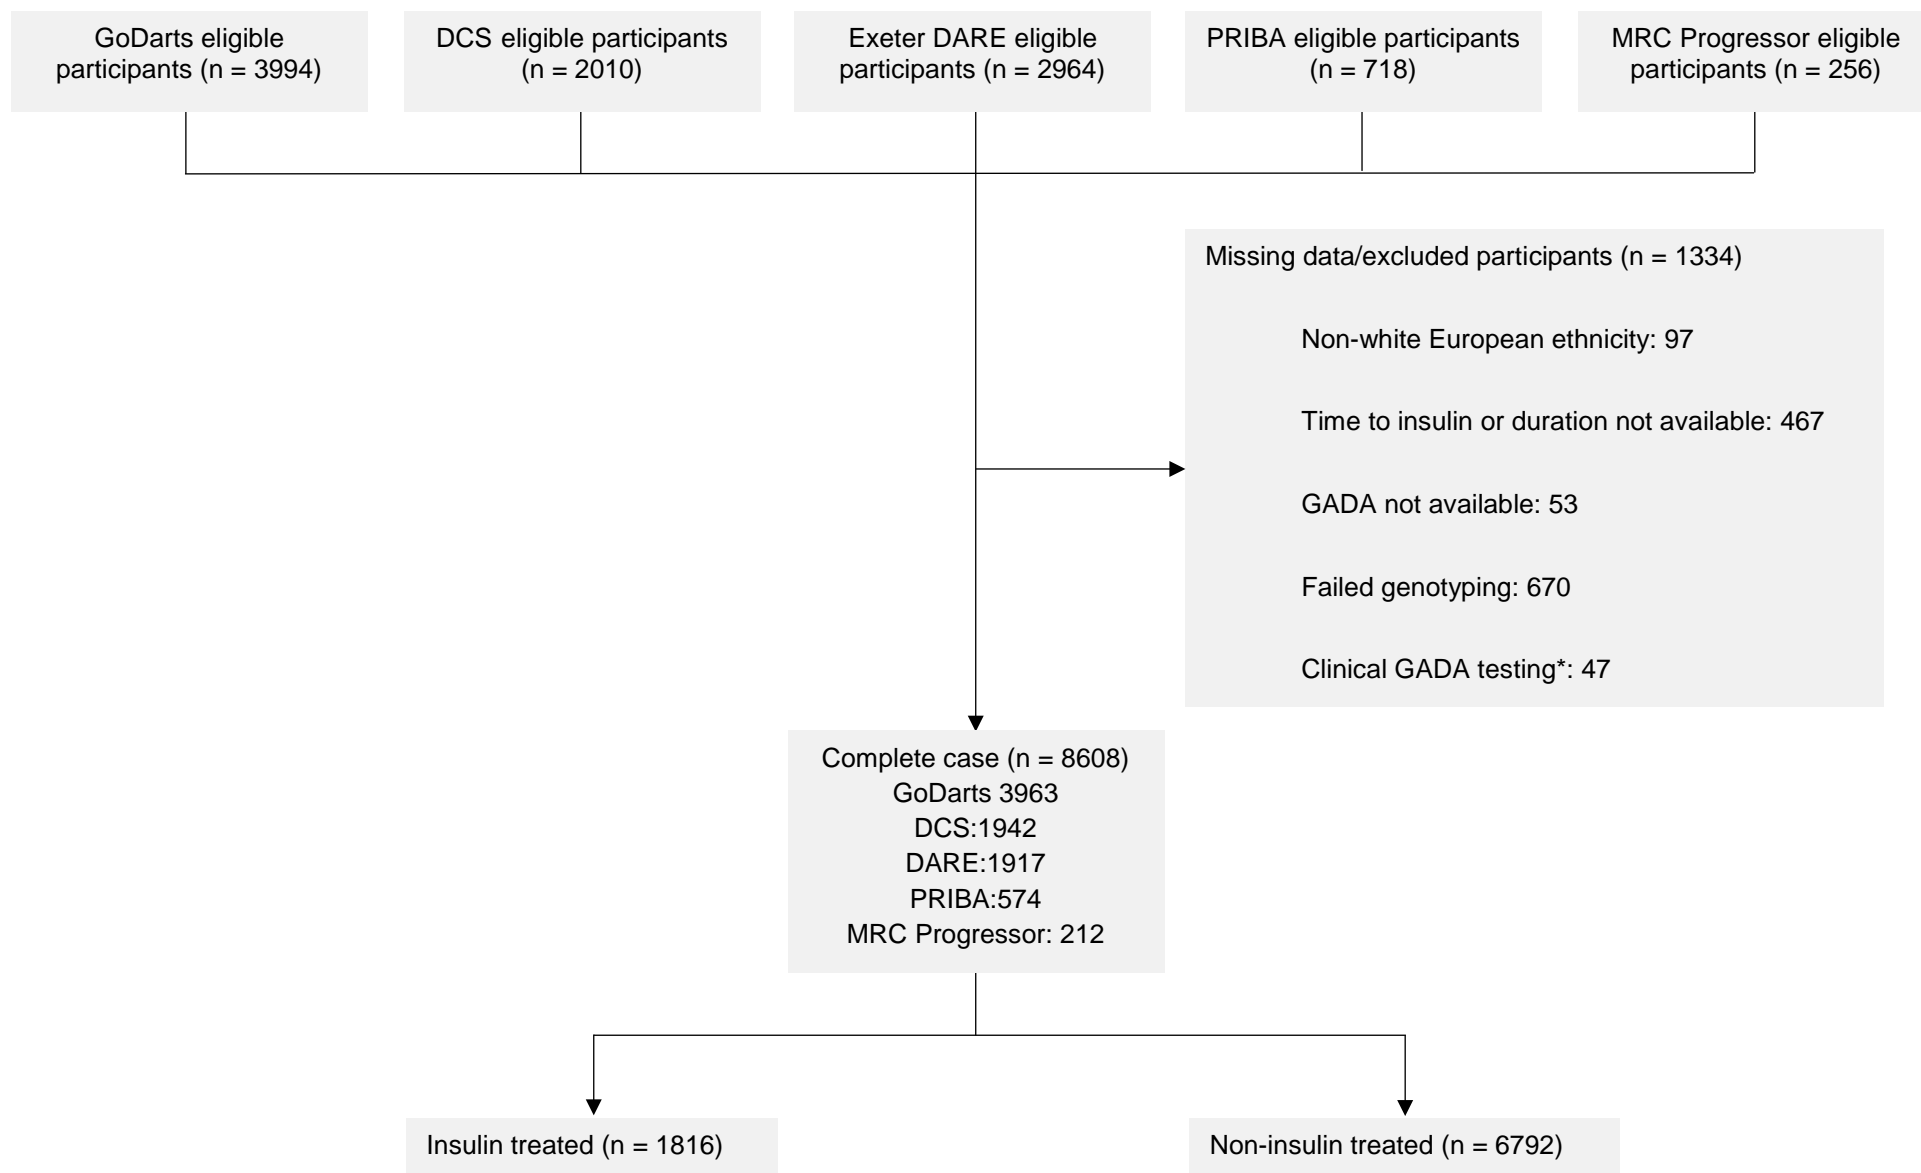 GoDarts eligible
participants (n = 3994)
DCS eligible participants
(n = 2010)
Exeter DARE eligible
participants (n = 2964)
PRIBA eligible participants
(n = 718)
MRC Progressor eligible
participants (n = 256)
Missing data/excluded participants (n = 1334)
Non-white European ethnicity: 97
Time to insulin or duration not available: 467
GADA not available: 53
Failed genotyping: 670
Clinical GADA testing*: 47
Complete case (n = 8608)
GoDarts 3963
DCS:1942
DARE:1917
PRIBA:574
MRC Progressor: 212
Insulin treated (n = 1816)
Non-insulin treated (n = 6792)